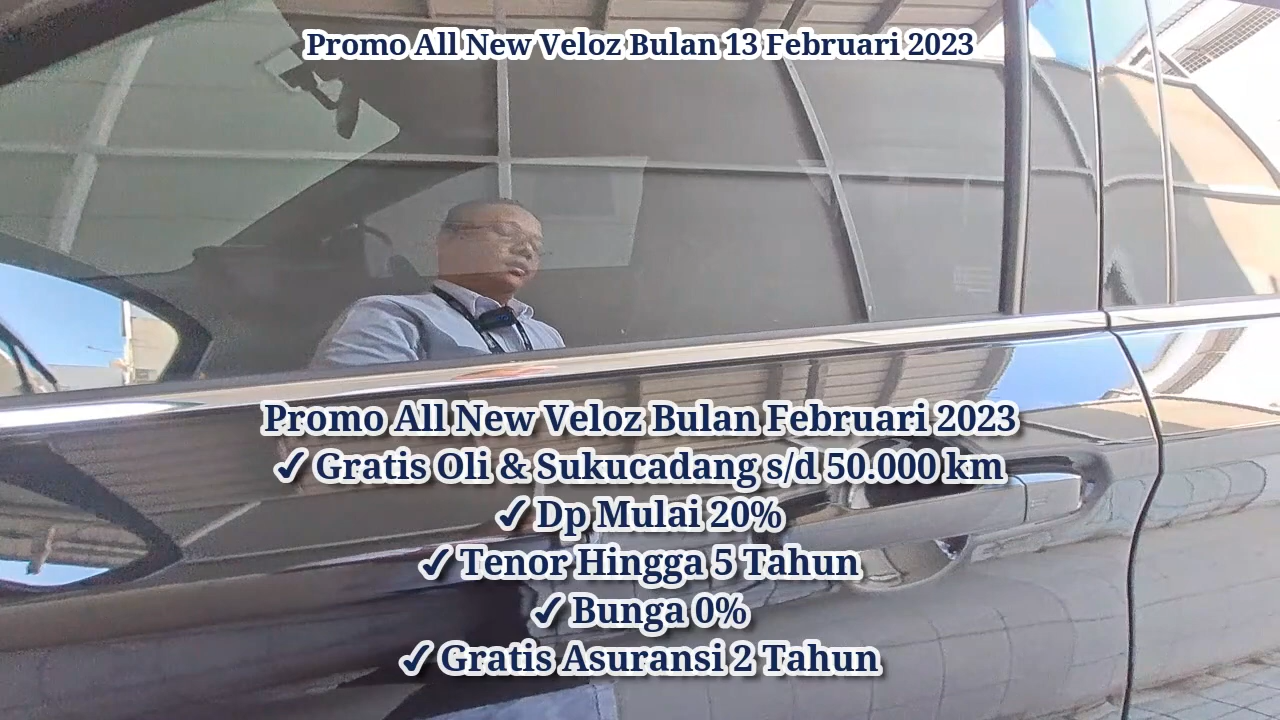 Promo All New Veloz Bulan 13 Februari 2023
Promo All New Veloz Bulan Februari 2023
✓ Gratis Oli & Sukucadang s/d 50.000 km
✓ Dp Mulai 20%
✓ Tenor Hingga 5 Tahun
✓ Bunga 0%
✓ Gratis Asuransi 2 Tahun